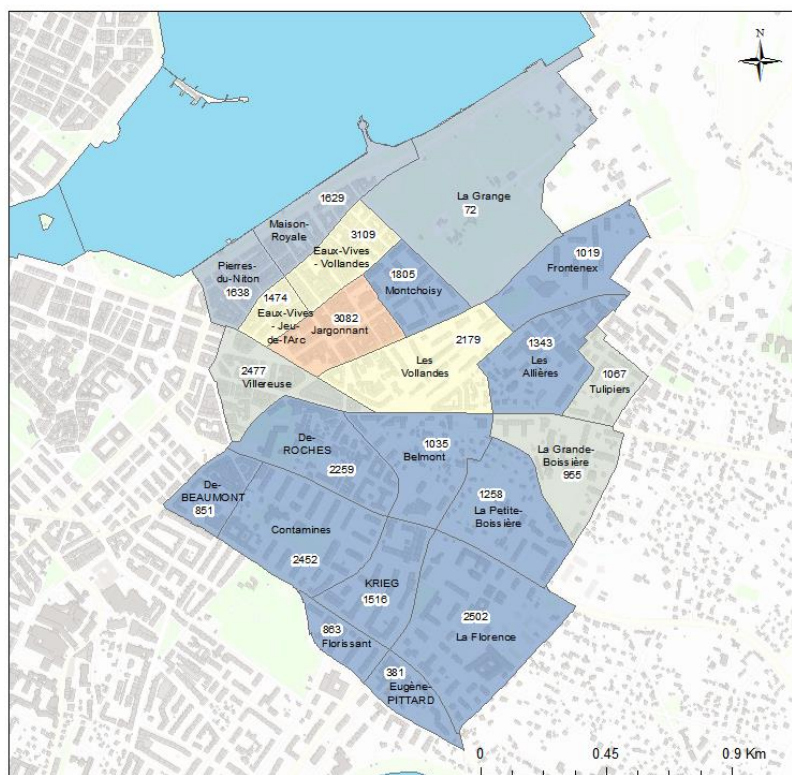 N
La Grange
72
1629
Maison-
Royale
3109
Eaux-Vives
- Vollandes
1019
Frontenex
Pierres-
du-Niton
1638
1805
Montchoisy
1474
Eaux-Vives
- Jeu-
de-l'Arc
3082
Jargonnant
2179
Les
Vollandes
1343
Les
Allières
2477
Villereuse
1067
Tulipiers
De-
ROCHES
2259
1035
Belmont
La Grande-
Boissière
955
De-
BEAUMONT
851
1258
La Petite-
Boissière
Contamines
2452
KRIEG
1516
2502
La Florence
863
Florissant
381
Eugène-
PITTARD
0 0.45 0.9 Km